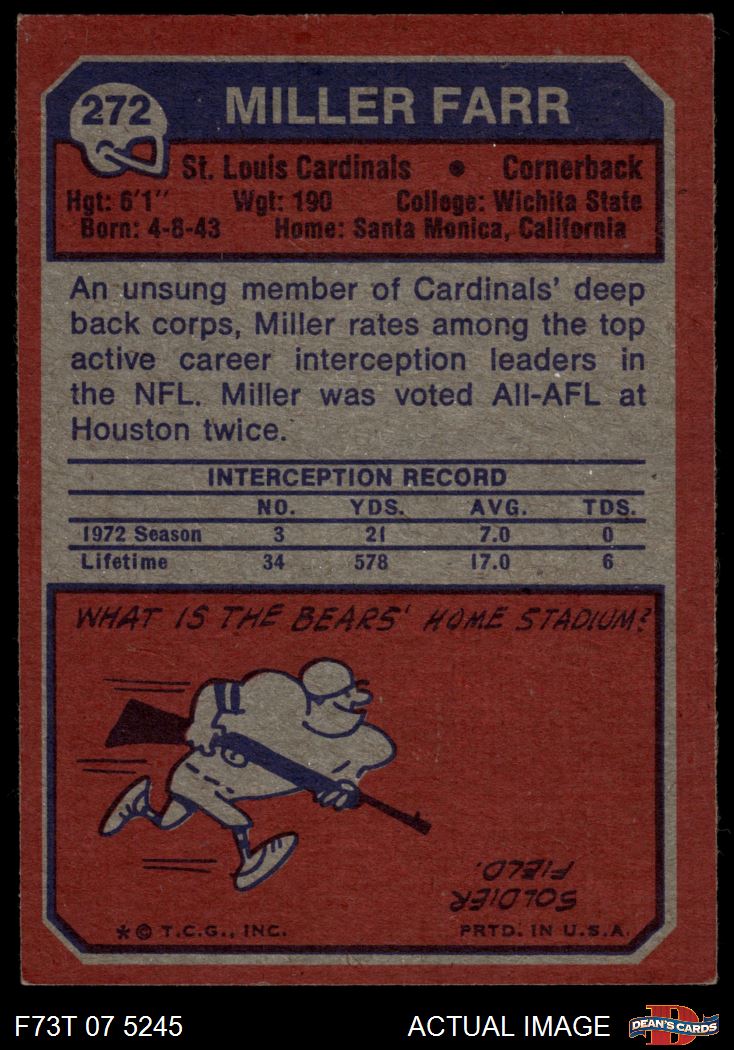 272
MILLER FARR
St. Louis Cardinals • Cornerback
Hgt: 6'1" Wgt: 190 College: Wichita State
Born: 4-8-43 Home: Santa Monica, California
An unsung member of Cardinals' deep
back corps, Miller rates among the top
active career interception leaders in
the NFL. Miller was voted All-AFL at
Houston twice.
INTERCEPTION RECORD
NO. YDS. AVG. TDS.
1972 Season 3 21 7.0 0
Lifetime 34 578 17.0 6
WHAT IS THE BEARS' HOME STADIUM?
SOLDIER
FIELD.
*© T.C.G., INC. PRTD. IN U.S.A.
F73T 07 5245 ACTUAL IMAGE
DEAN'S CARDS